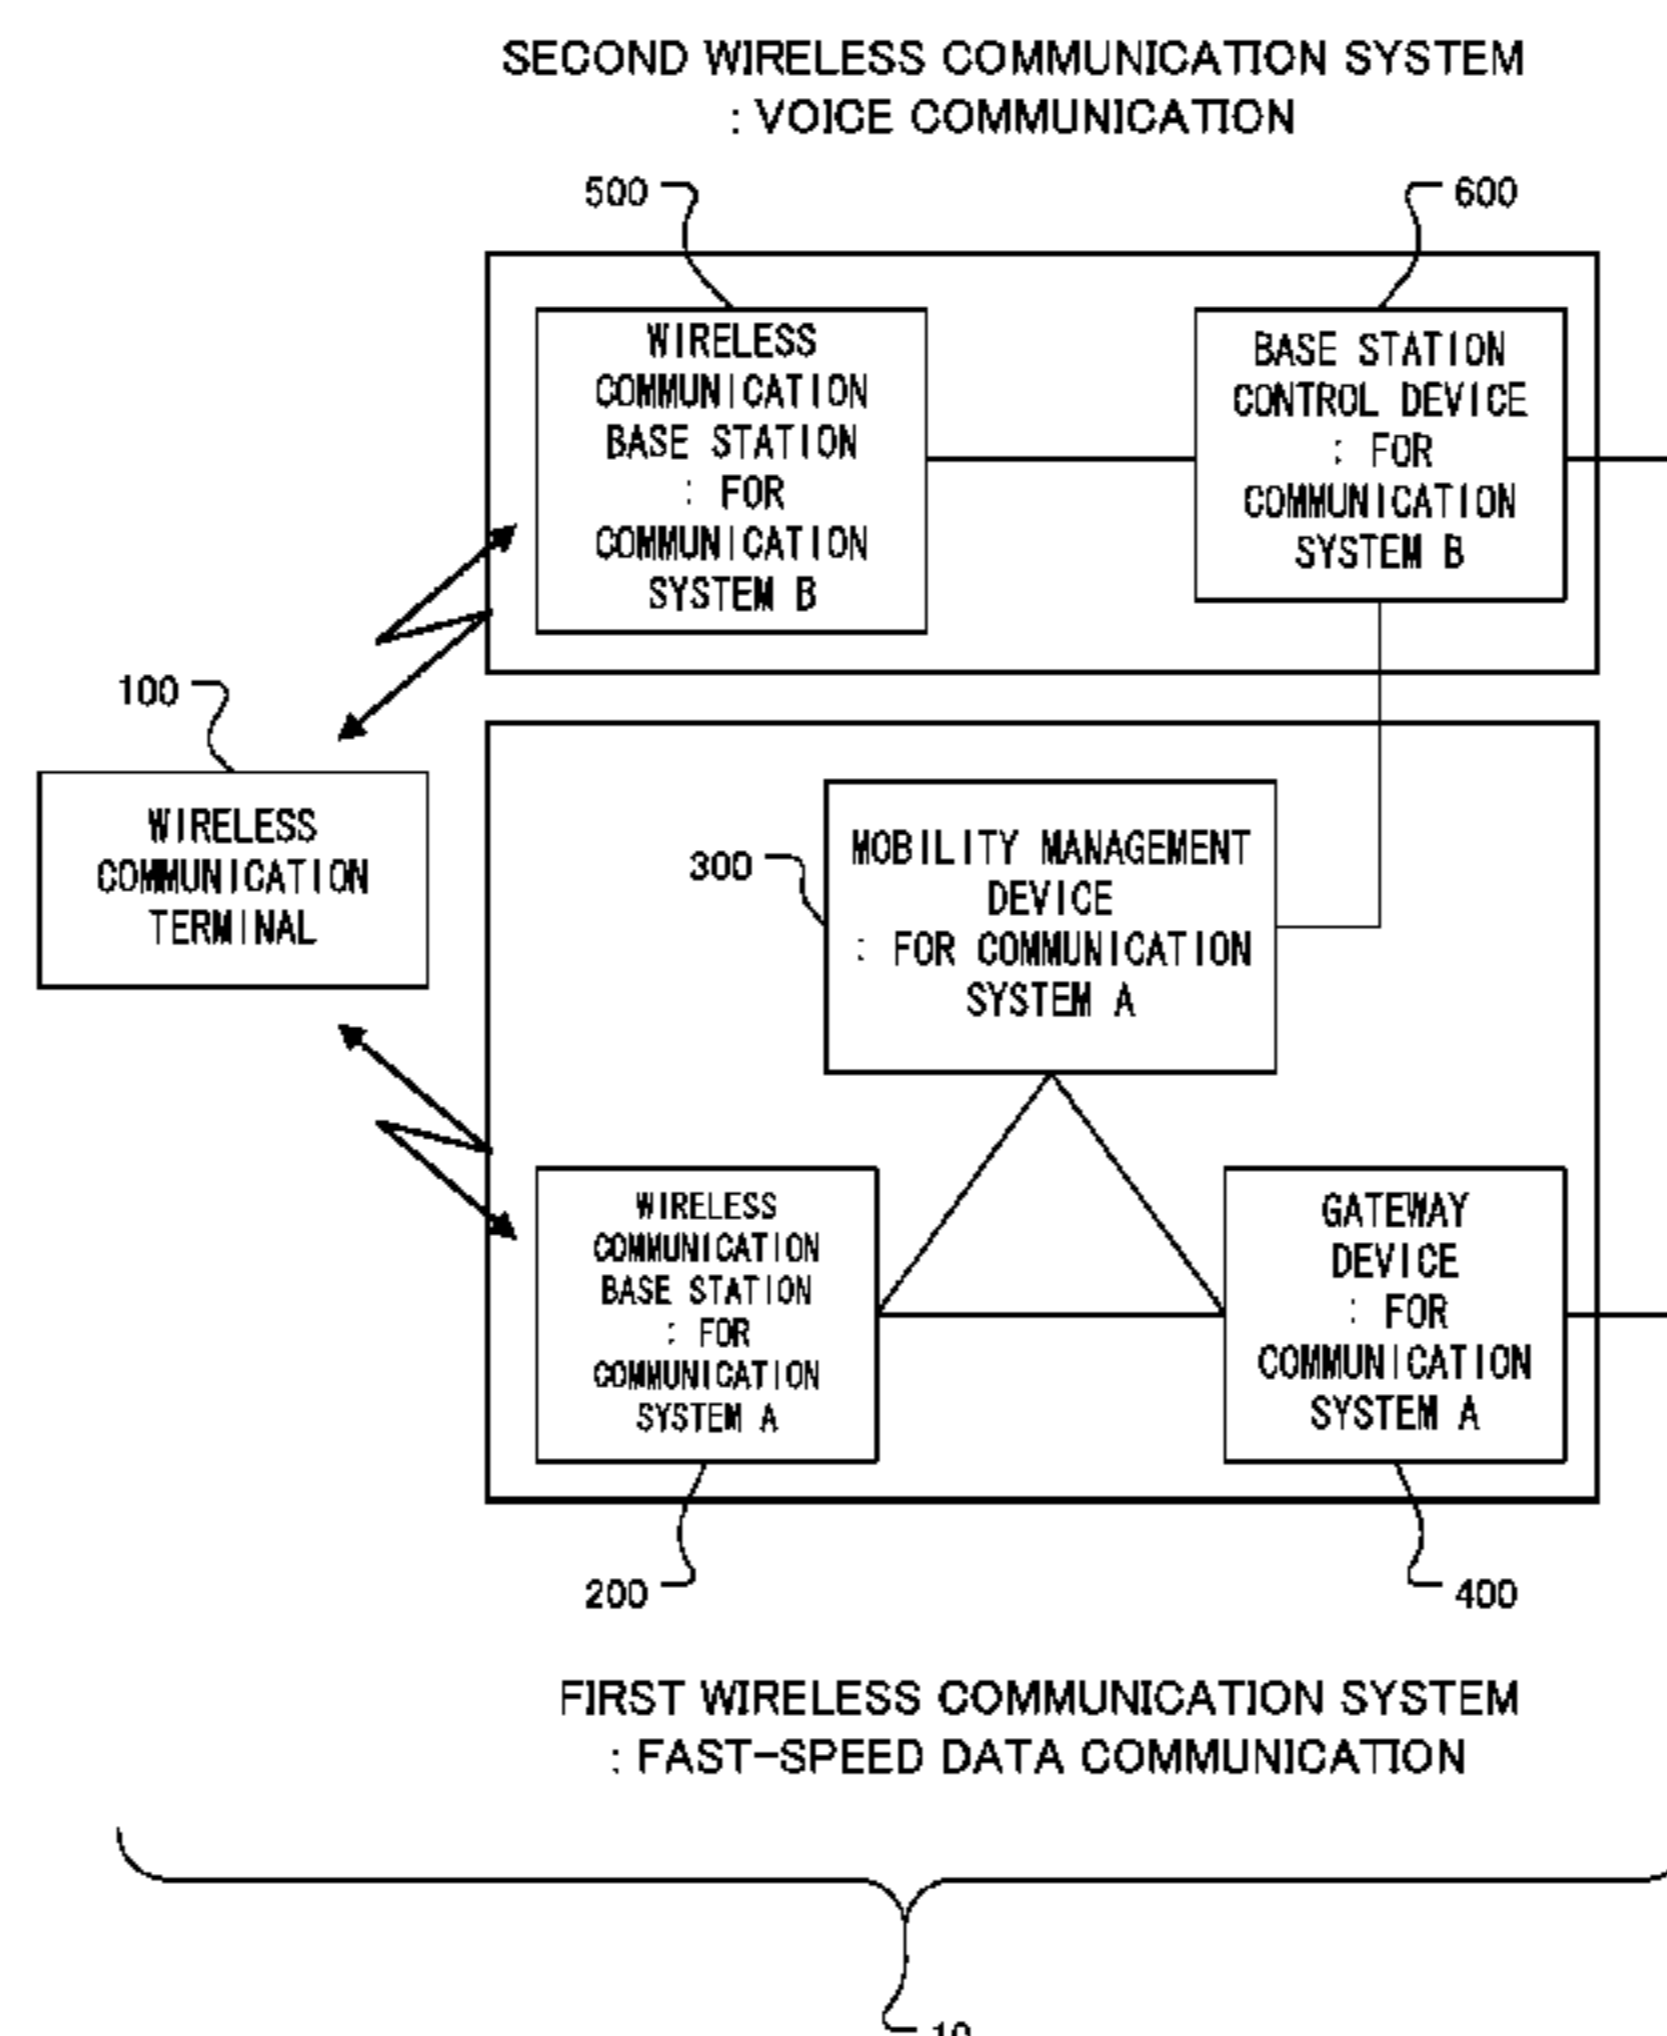 SECOND WIRELESS COMMUNICATION SYSTEM
: VOICE COMMUNICATION
500
600
WIRELESS
COMMUNICATION
BASE STATION
: FOR
COMMUNICATION
SYSTEM B
BASE STATION
CONTROL DEVICE
: FOR
COMMUNICATION
SYSTEM B
100
WIRELESS
COMMUNICATION
TERMINAL
300
MOBILITY MANAGEMENT
DEVICE
: FOR COMMUNICATION
SYSTEM A
WIRELESS
COMMUNICATION
BASE STATION
: FOR
COMMUNICATION
SYSTEM A
GATEWAY
DEVICE
: FOR
COMMUNICATION
SYSTEM A
200
400
FIRST WIRELESS COMMUNICATION SYSTEM
: FAST-SPEED DATA COMMUNICATION
10